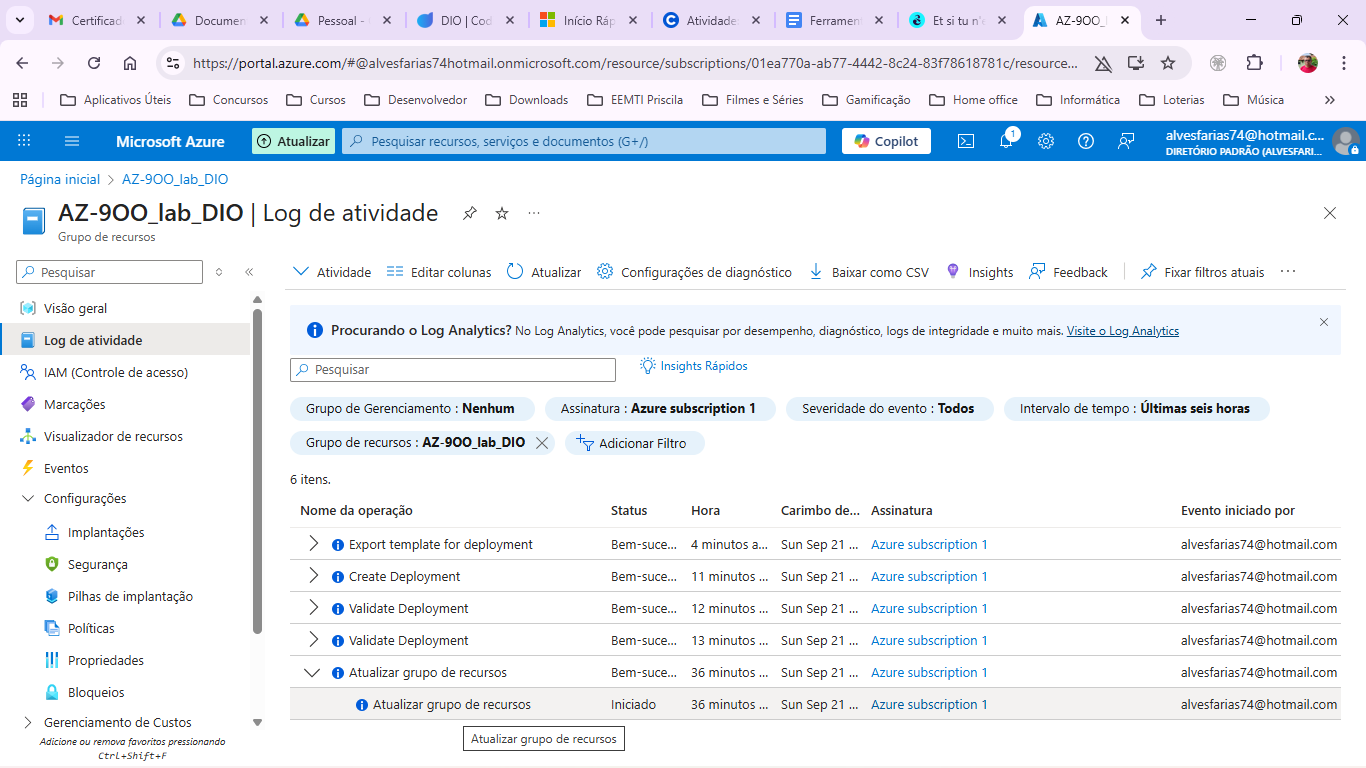 Certificad
Documen
Pessoal -
DIO | Cod
Início Ráp
Atividade
Ferrament
Et si tu n'é
AZ-9OO_l
https://portal.azure.com/#@alvesfarias74hotmail.onmicrosoft.com/resource/subscriptions/01ea770a-ab77-4442-8c24-83f78618781c/resource...
Aplicativos Úteis
Concursos
Cursos
Desenvolvedor
Downloads
EEMTI Priscila
Filmes e Séries
Gamificação
Home office
Informática
Loterias
Música
Microsoft Azure
Atualizar
Pesquisar recursos, serviços e documentos (G+/)
Copilot
1
alvesfarias74@hotmail.c...
DIRETÓRIO PADRÃO (ALVESFARI...
Página inicial > AZ-9OO_lab_DIO
AZ-9OO_lab_DIO | Log de atividade
Grupo de recursos
Pesquisar
Visão geral
Log de atividade
IAM (Controle de acesso)
Marcações
Visualizador de recursos
Eventos
Configurações
Implantações
Segurança
Pilhas de implantação
Políticas
Propriedades
Bloqueios
Gerenciamento de Custos
Adicione ou remova favoritos pressionando
Ctrl+Shift+F
Atividade
Editar colunas
Atualizar
Configurações de diagnóstico
Baixar como CSV
Insights
Feedback
Fixar filtros atuais
Procurando o Log Analytics? No Log Analytics, você pode pesquisar por desempenho, diagnóstico, logs de integridade e muito mais. Visite o Log Analytics
Pesquisar
Insights Rápidos
Grupo de Gerenciamento : Nenhum
Assinatura : Azure subscription 1
Severidade do evento : Todos
Intervalo de tempo : Últimas seis horas
Grupo de recursos : AZ-9OO_lab_DIO
Adicionar Filtro
6 itens.
Nome da operação Status Hora Carimbo de... Assinatura Evento iniciado por
Export template for deployment Bem-suce... 4 minutos a... Sun Sep 21 ... Azure subscription 1 alvesfarias74@hotmail.com
Create Deployment Bem-suce... 11 minutos ... Sun Sep 21 ... Azure subscription 1 alvesfarias74@hotmail.com
Validate Deployment Bem-suce... 12 minutos ... Sun Sep 21 ... Azure subscription 1 alvesfarias74@hotmail.com
Validate Deployment Bem-suce... 13 minutos ... Sun Sep 21 ... Azure subscription 1 alvesfarias74@hotmail.com
Atualizar grupo de recursos Bem-suce... 36 minutos ... Sun Sep 21 ... Azure subscription 1 alvesfarias74@hotmail.com
Atualizar grupo de recursos Iniciado 36 minutos ... Sun Sep 21 ... Azure subscription 1 alvesfarias74@hotmail.com
Atualizar grupo de recursos